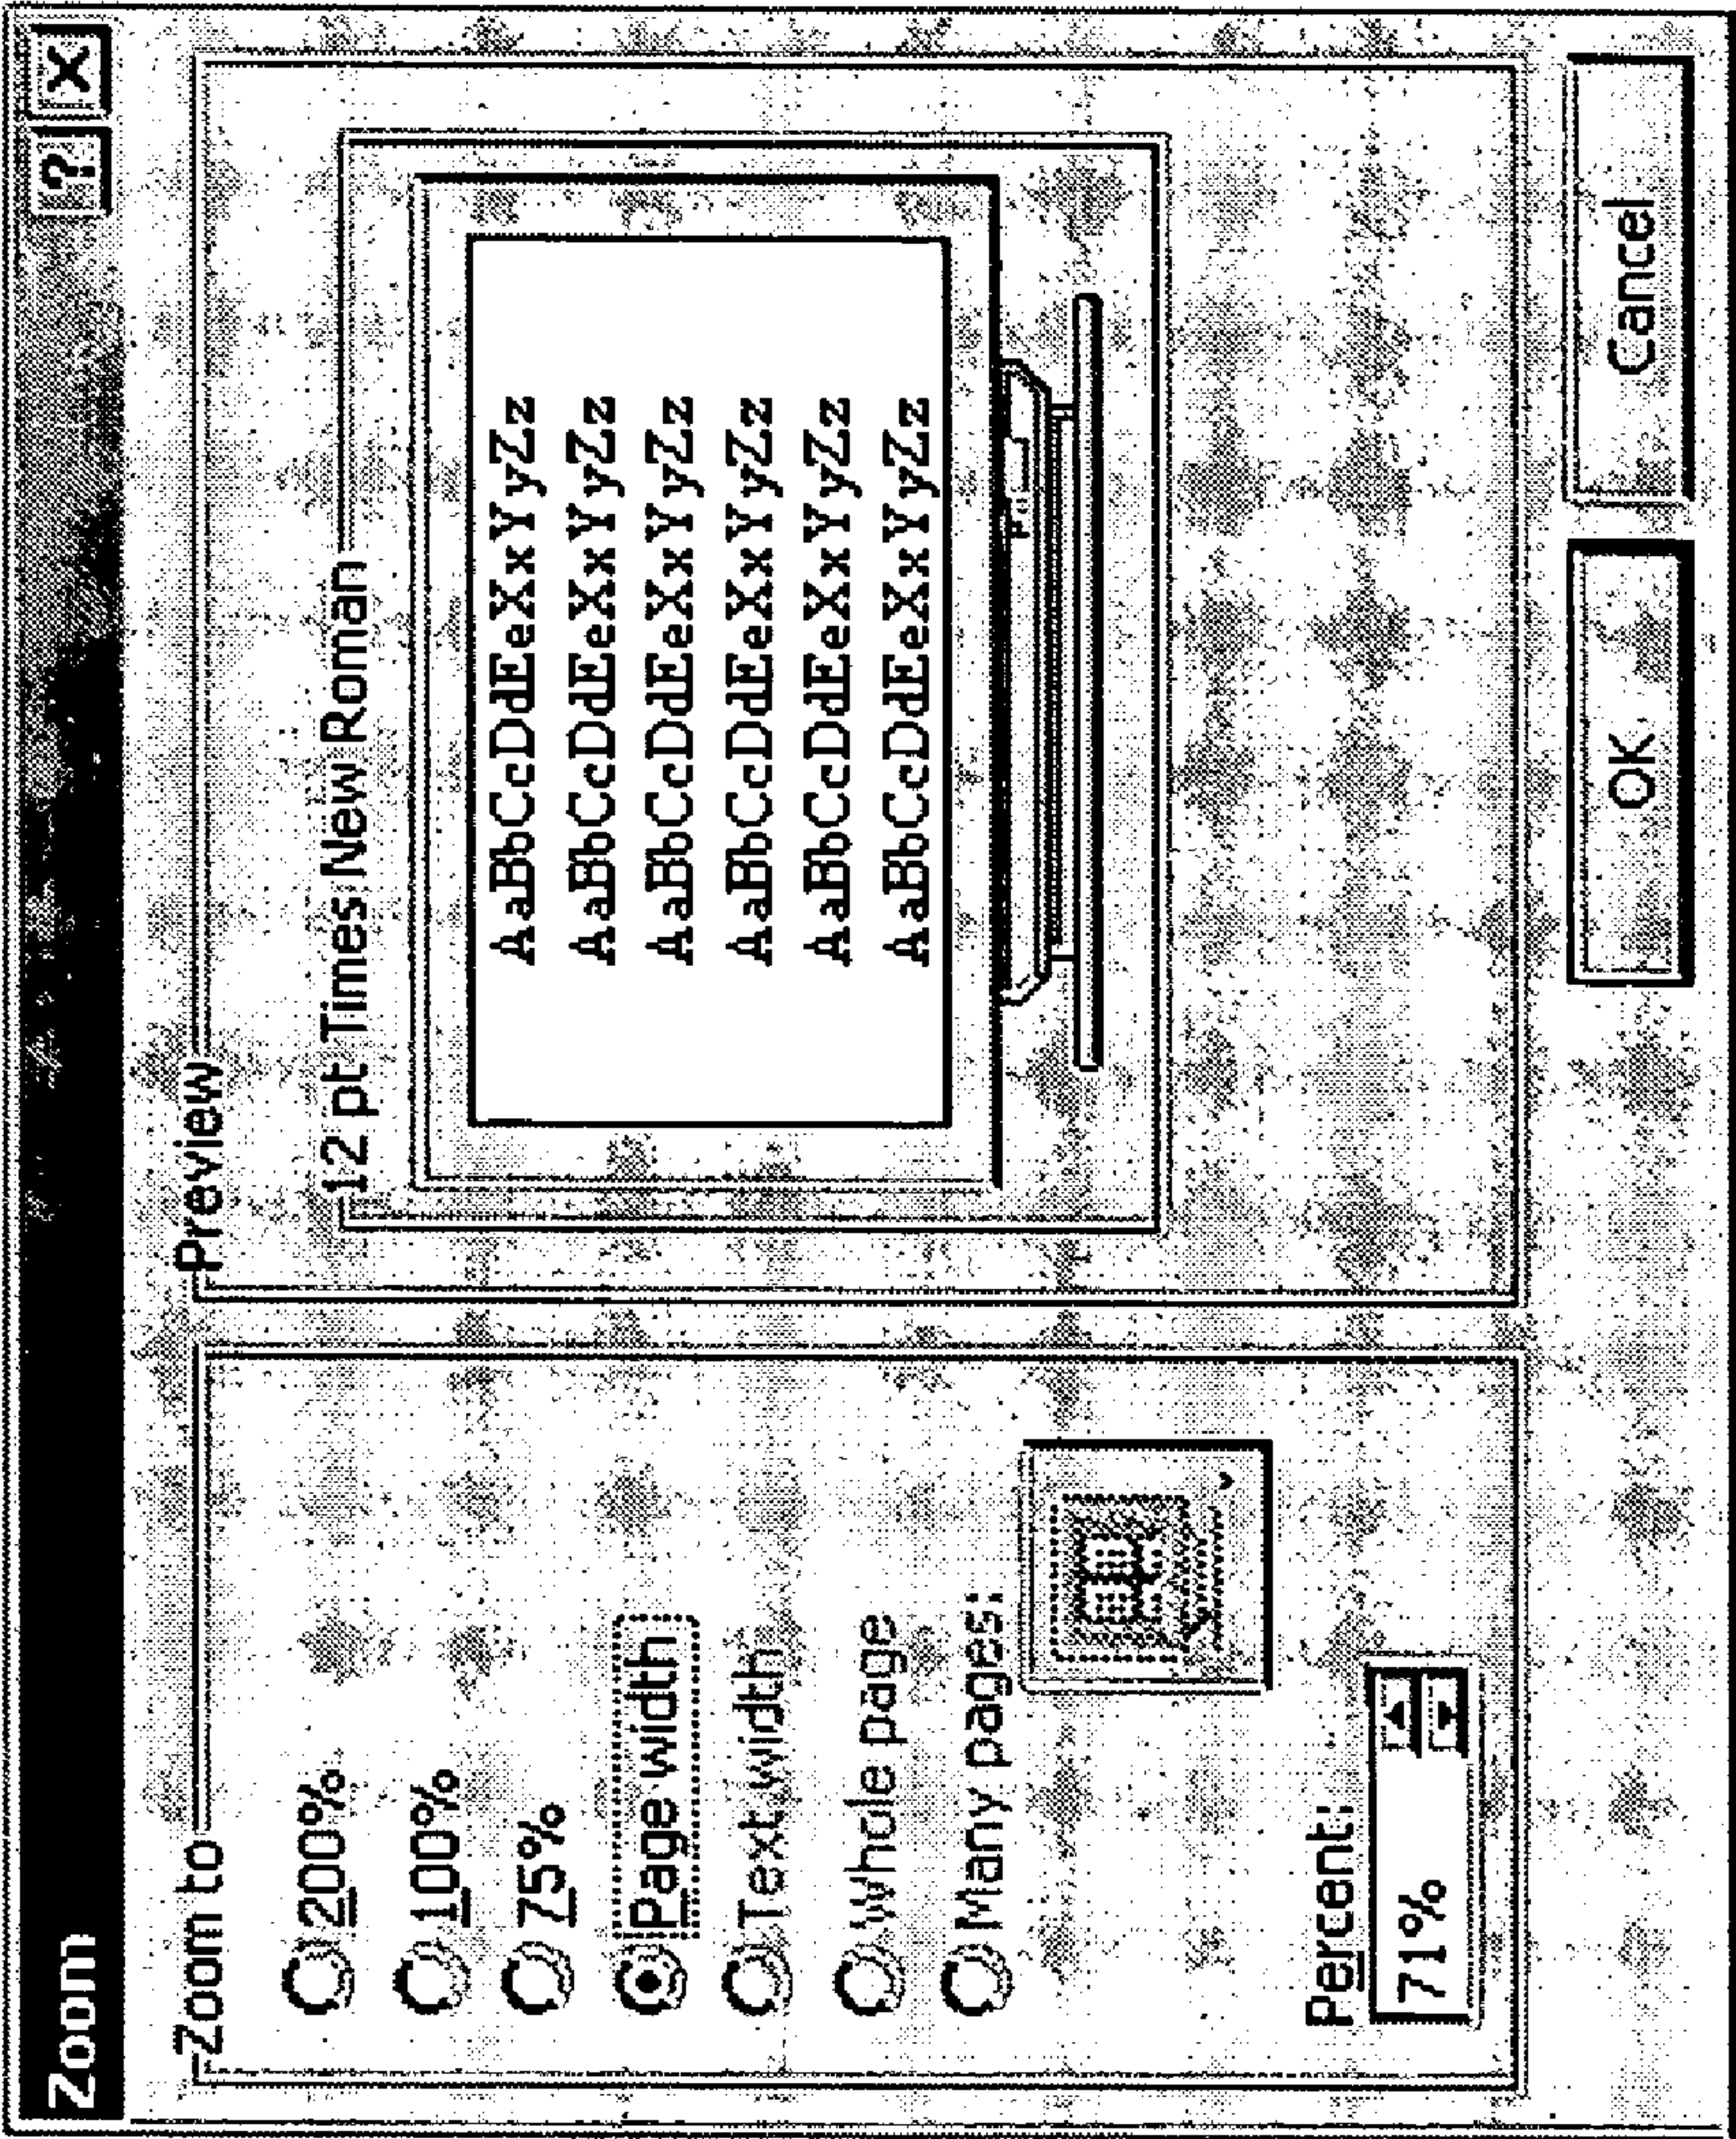 Zoom
? X
Zoom to
200%
100%
75%
Page width
Text width
Whole page
Many pages:
Percent:
71%
Preview
12 pt Times New Roman
AaBbCcDdEeXxYyZz
AaBbCcDdEeXxYyZz
AaBbCcDdEeXxYyZz
AaBbCcDdEeXxYyZz
AaBbCcDdEeXxYyZz
AaBbCcDdEeXxYyZz
OK
Cancel